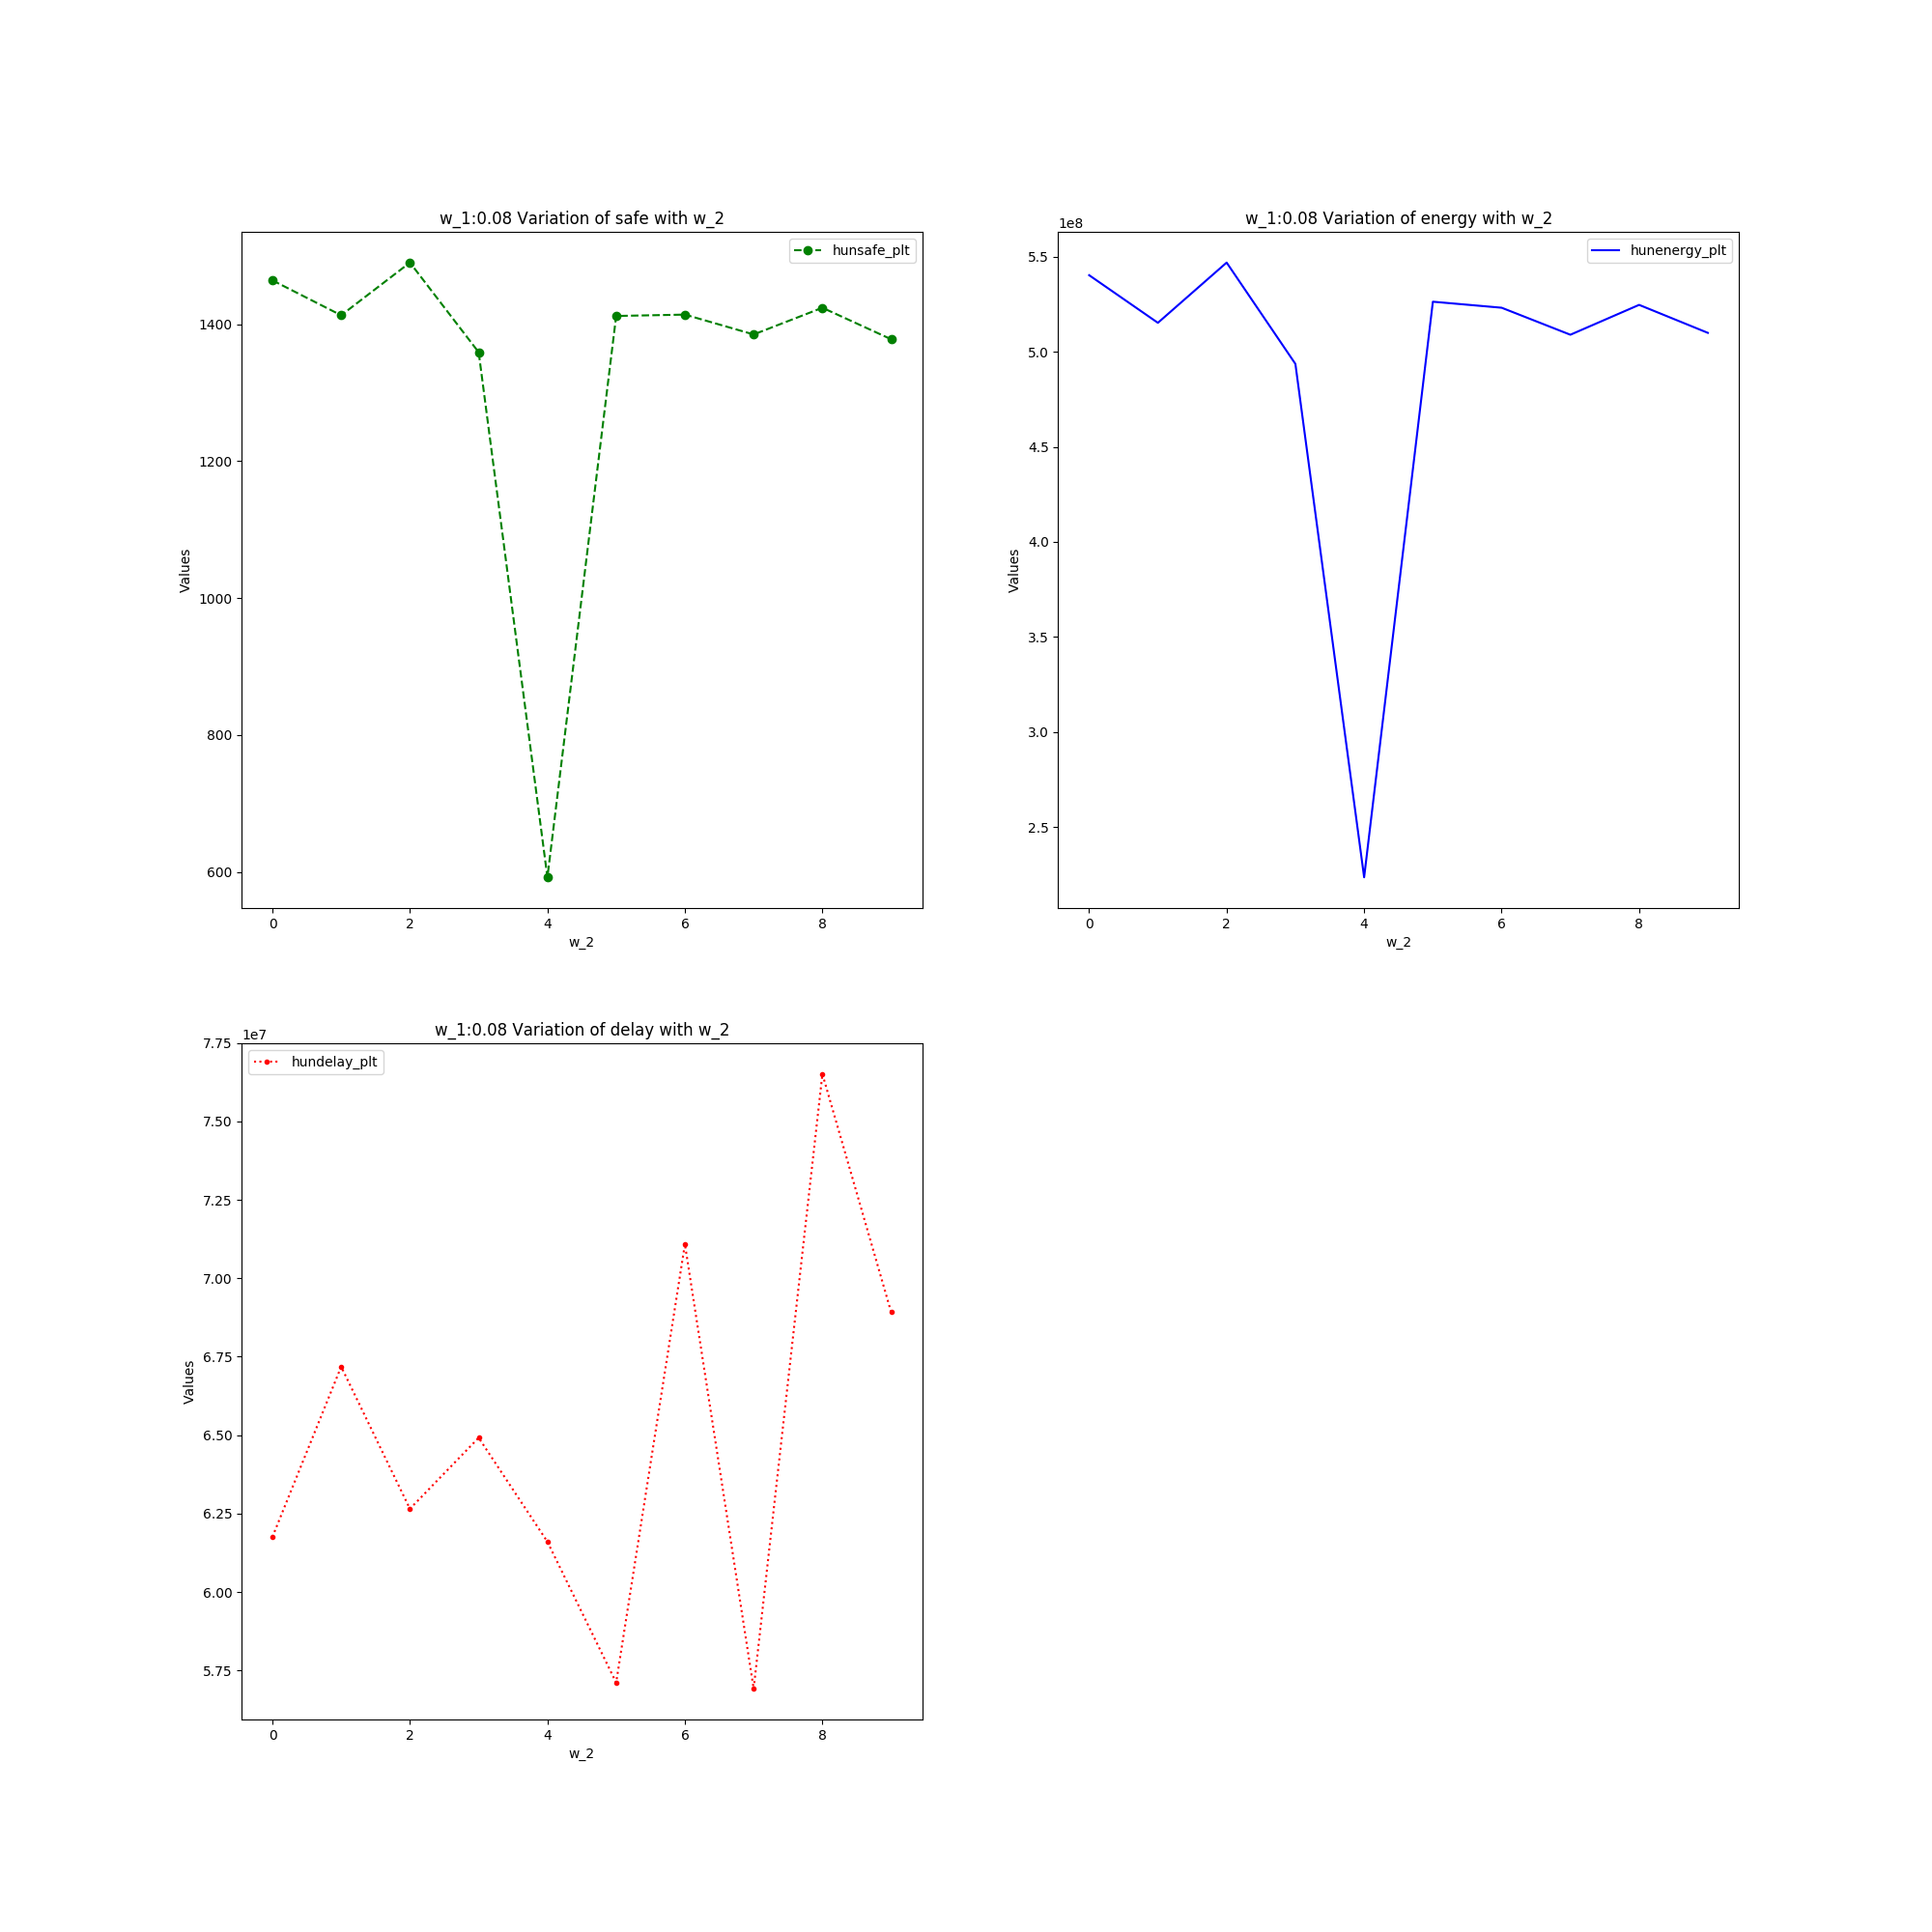 w_1:0.08 Variation of safe with w_2
hunsafe_plt
1400
1200
1000
800
600
Values
0 2 4 6 8
w_2
w_1:0.08 Variation of energy with w_2
1e8
hunenergy_plt
5.5
5.0
4.5
4.0
3.5
3.0
2.5
Values
0 2 4 6 8
w_2
w_1:0.08 Variation of delay with w_2
1e7
hundelay_plt
7.75
7.50
7.25
7.00
6.75
6.50
6.25
6.00
5.75
Values
0 2 4 6 8
w_2